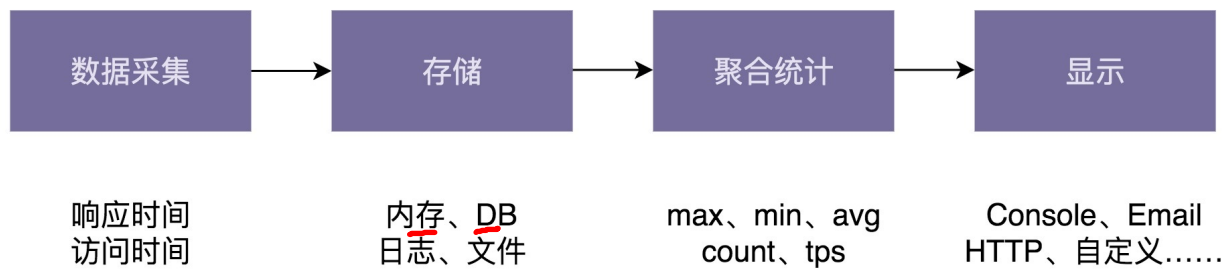 数据采集
存储
聚合统计
显示
响应时间
访问时间
内存、DB
日志、文件
max、min、avg
count、tps
Console、Email
HTTP、自定义……